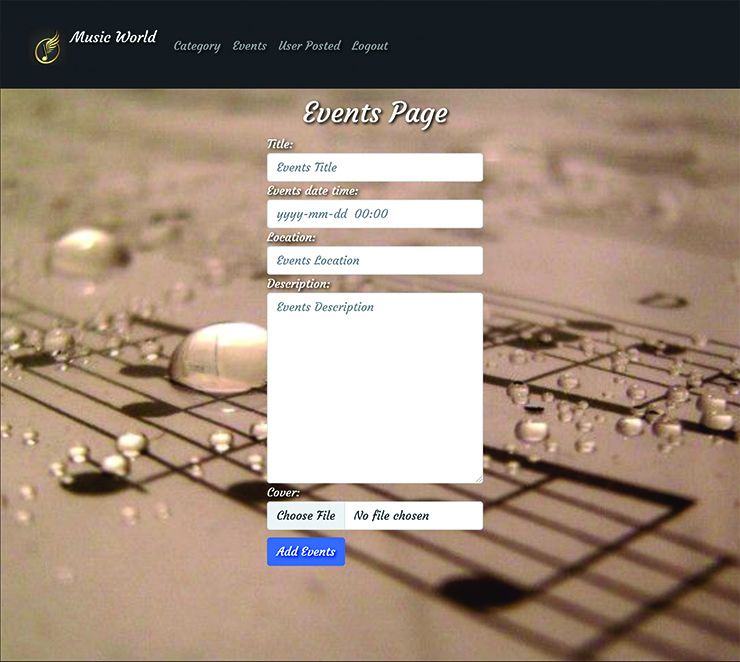 Music World
Category Events User Posted Logout
Events Page
Title:
Events Title
Events date time:
yyyy-mm-dd 00:00
Location:
Events Location
Description:
Events Description
Cover:
Choose File No file chosen
Add Events